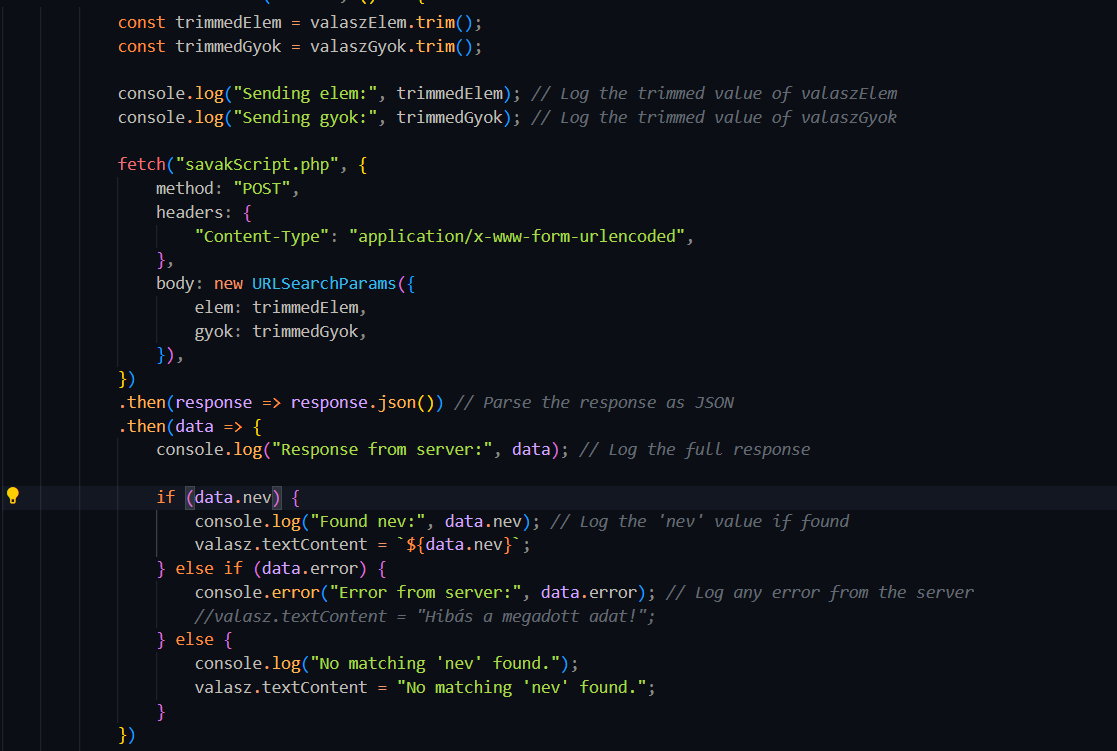 const trimmedElem = valaszElem.trim();
const trimmedGyok = valaszGyok.trim();
console.log("Sending elem:", trimmedElem); // Log the trimmed value of valaszElem
console.log("Sending gyok:", trimmedGyok); // Log the trimmed value of valaszGyok
fetch("savakScript.php", {
method: "POST",
headers: {
"Content-Type": "application/x-www-form-urlencoded",
},
body: new URLSearchParams({
elem: trimmedElem,
gyok: trimmedGyok,
}),
})
.then(response => response.json()) // Parse the response as JSON
.then(data => {
console.log("Response from server:", data); // Log the full response
if (data.nev) {
console.log("Found nev:", data.nev); // Log the 'nev' value if found
valasz.textContent = `${data.nev}`;
} else if (data.error) {
console.error("Error from server:", data.error); // Log any error from the server
//valasz.textContent = "Hibás a megadott adat!";
} else {
console.log("No matching 'nev' found.");
valasz.textContent = "No matching 'nev' found.";
}
})